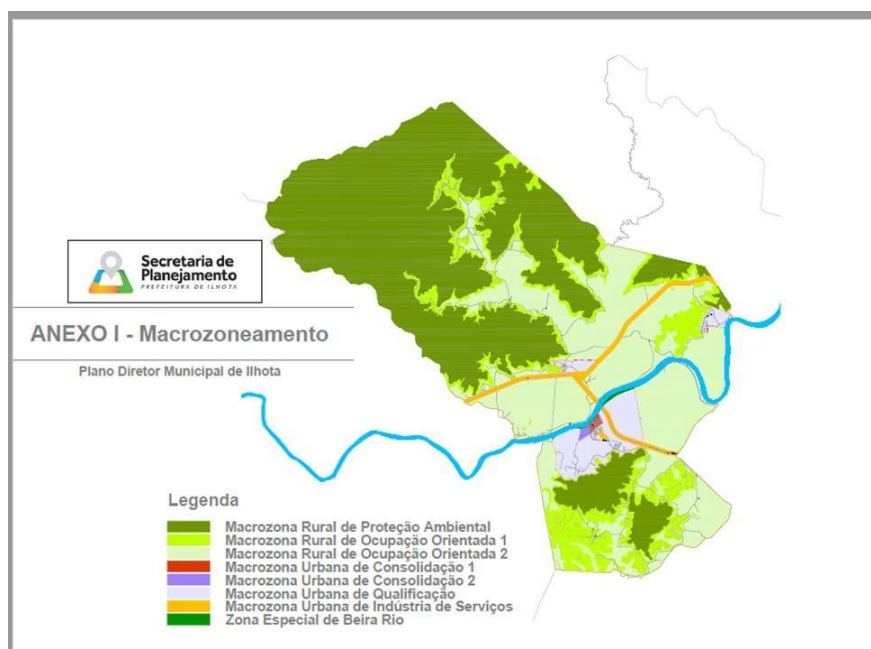 Secretaria de
Planejamento
PREFEITURA DE ILHOTA
ANEXO I - Macrozoneamento
Plano Diretor Municipal de Ilhota
Legenda
Macrozona Rural de Proteção Ambiental
Macrozona Rural de Ocupação Orientada 1
Macrozona Rural de Ocupação Orientada 2
Macrozona Urbana de Consolidação 1
Macrozona Urbana de Consolidação 2
Macrozona Urbana de Qualificação
Macrozona Urbana de Indústria de Serviços
Zona Especial de Beira Rio